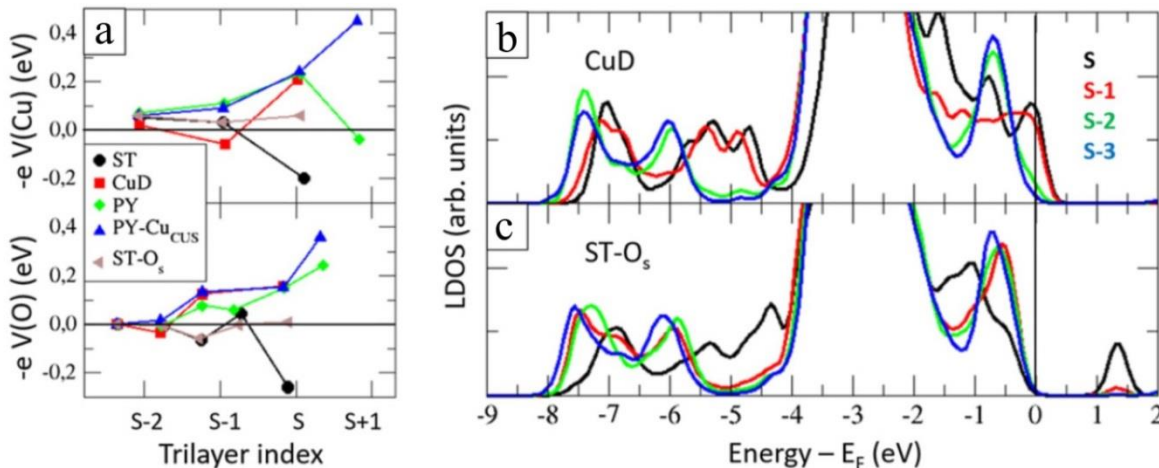 a
-e V(Cu) (eV)
0,4
0,2
0,0
-0,2
ST
CuD
PY
PY-Cu_CUS
ST-O_s
-e V(O) (eV)
0,4
0,2
0,0
-0,2
S-2 S-1 S S+1
Trilayer index
b
CuD
S
S-1
S-2
S-3
LDOS (arb. units)
c
ST-O_s
-9 -8 -7 -6 -5 -4 -3 -2 -1 0 1 2
Energy – E_F (eV)